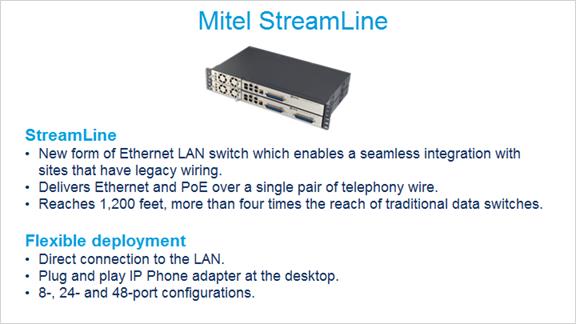 Mitel StreamLine
StreamLine
• New form of Ethernet LAN switch which enables a seamless integration with
sites that have legacy wiring.
• Delivers Ethernet and PoE over a single pair of telephony wire.
• Reaches 1,200 feet, more than four times the reach of traditional data switches.
Flexible deployment
• Direct connection to the LAN.
• Plug and play IP Phone adapter at the desktop.
• 8-, 24- and 48-port configurations.